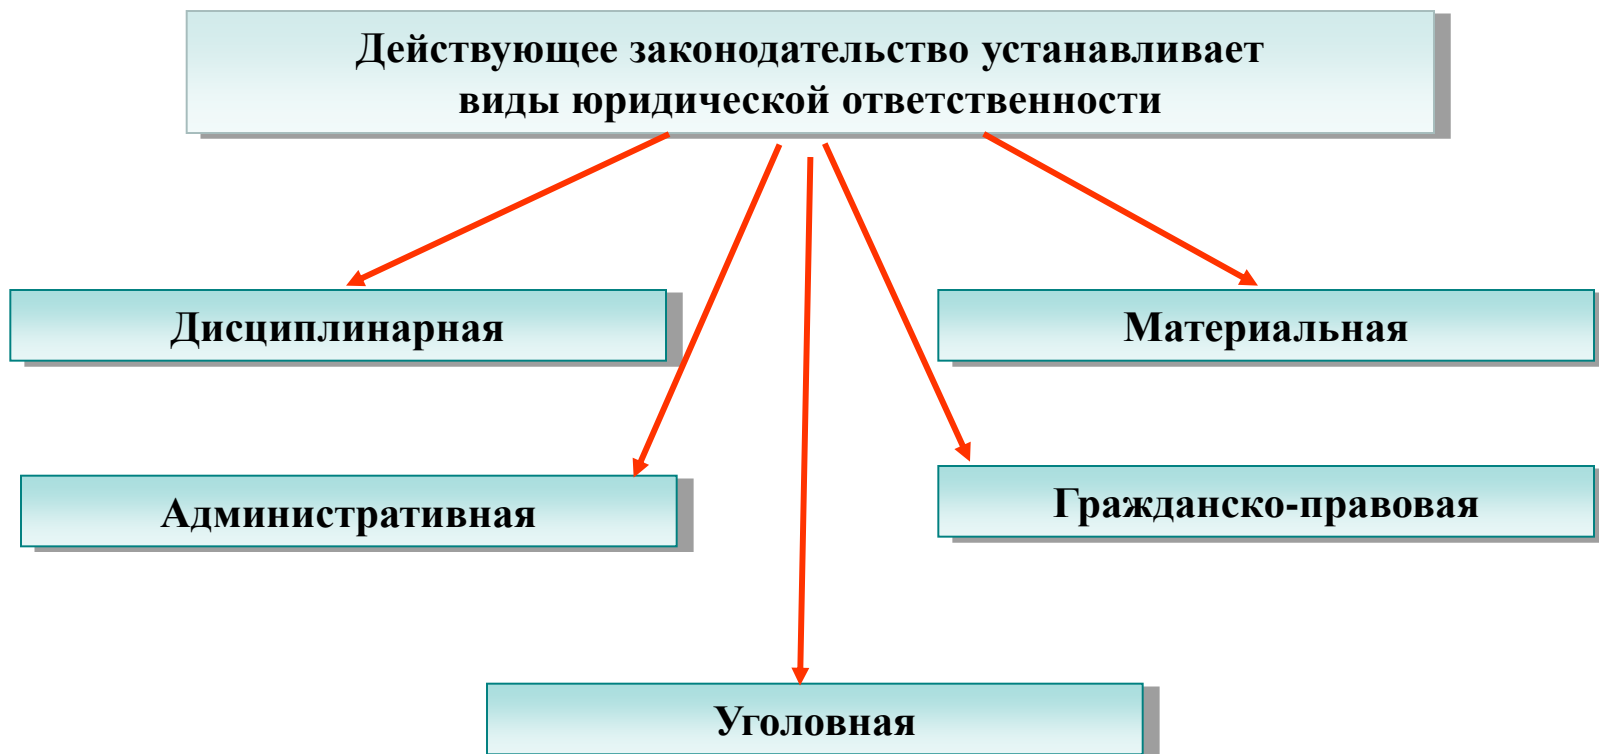 Действующее законодательство устанавливает
виды юридической ответственности
Дисциплинарная
Материальная
Административная
Гражданско-правовая
Уголовная